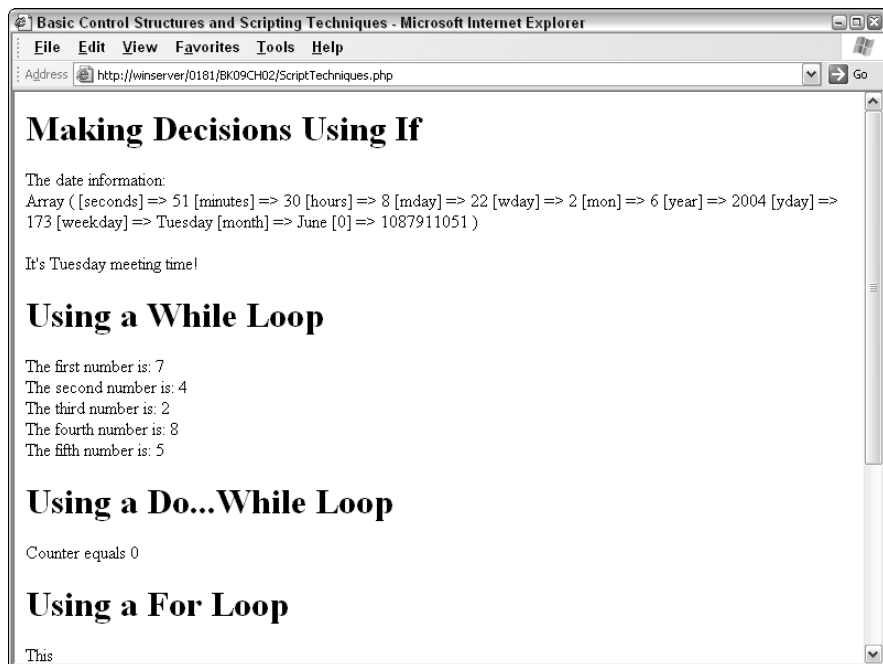 Basic Control Structures and Scripting Techniques - Microsoft Internet Explorer
File Edit View Favorites Tools Help
Address http://winserver/0181/BK09CH02/ScriptTechniques.php Go
Making Decisions Using If
The date information:
Array ( [seconds] => 51 [minutes] => 30 [hours] => 8 [mday] => 22 [wday] => 2 [mon] => 6 [year] => 2004 [yday] =>
173 [weekday] => Tuesday [month] => June [0] => 1087911051 )
It's Tuesday meeting time!
Using a While Loop
The first number is: 7
The second number is: 4
The third number is: 2
The fourth number is: 8
The fifth number is: 5
Using a Do...While Loop
Counter equals 0
Using a For Loop
This